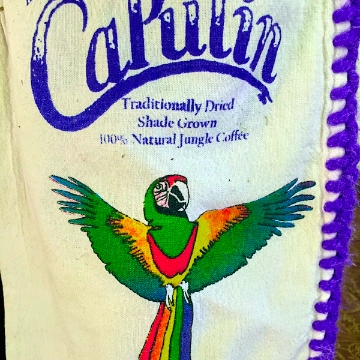 CaPulin
Traditionally Dried
Shade Grown
100% Natural Jungle Coffee